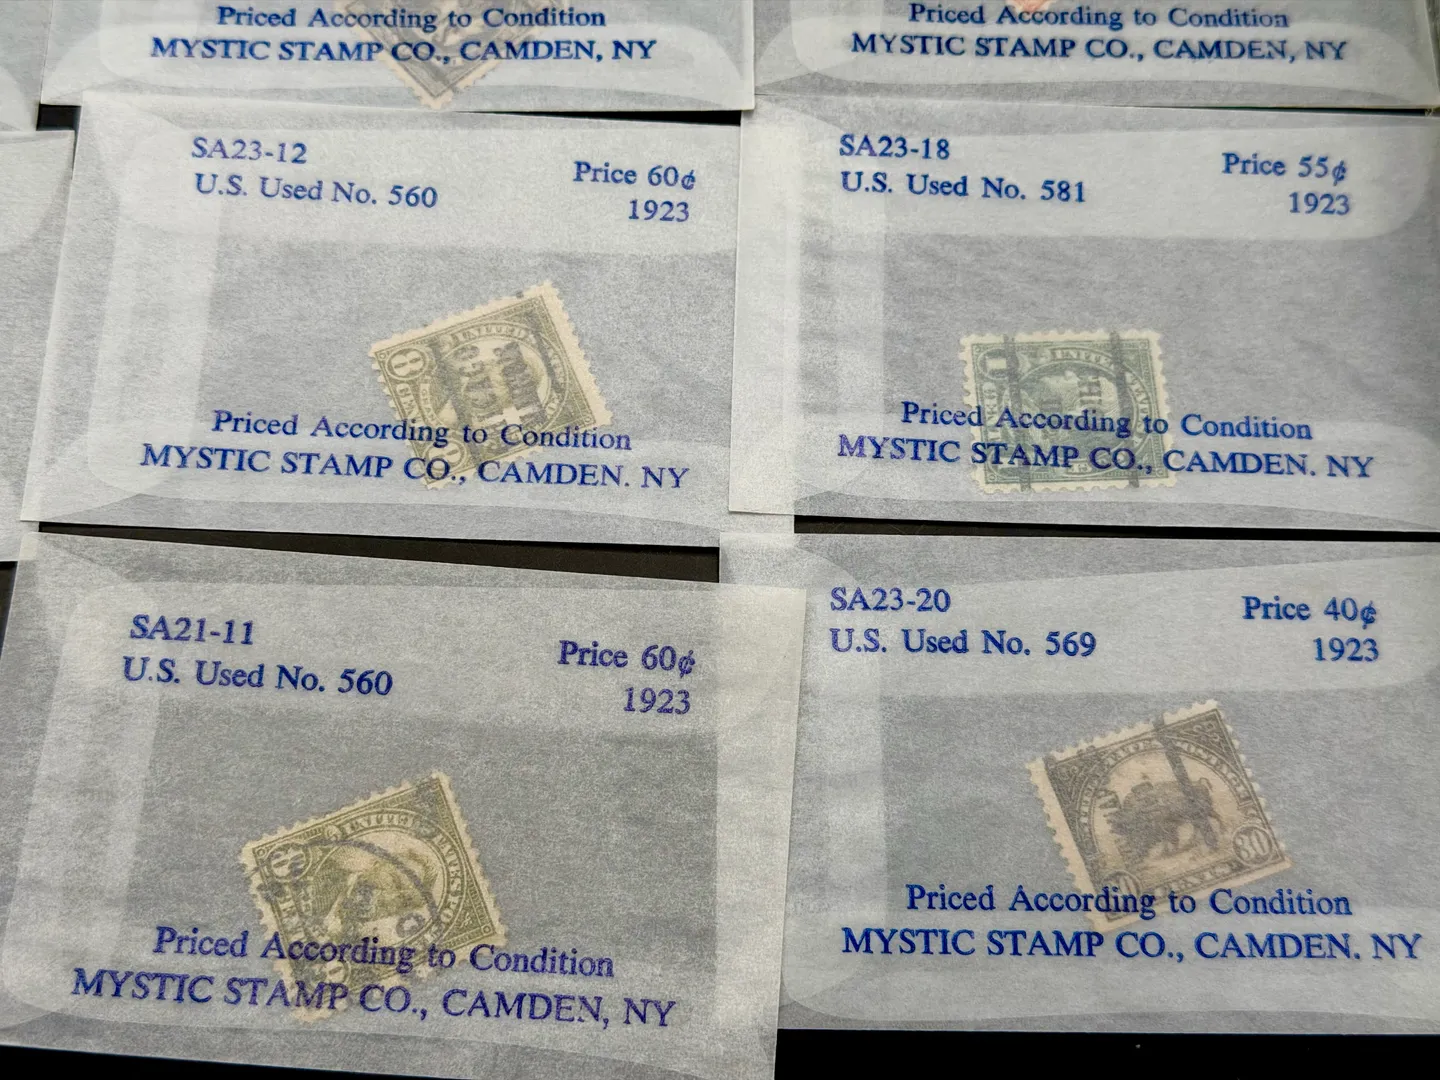 Priced According to Condition
MYSTIC STAMP CO., CAMDEN, NY
Priced According to Condition
MYSTIC STAMP CO., CAMDEN, NY
SA23-12
U.S. Used No. 560
Price 60¢
1923
8
Priced According to Condition
MYSTIC STAMP CO., CAMDEN. NY
SA23-18
U.S. Used No. 581
Price 55¢
1923
1
Priced According to Condition
MYSTIC STAMP CO., CAMDEN. NY
SA21-11
U.S. Used No. 560
Price 60¢
1923
8
Priced According to Condition
MYSTIC STAMP CO., CAMDEN, NY
SA23-20
U.S. Used No. 569
Price 40¢
1923
30
Priced According to Condition
MYSTIC STAMP CO., CAMDEN. NY